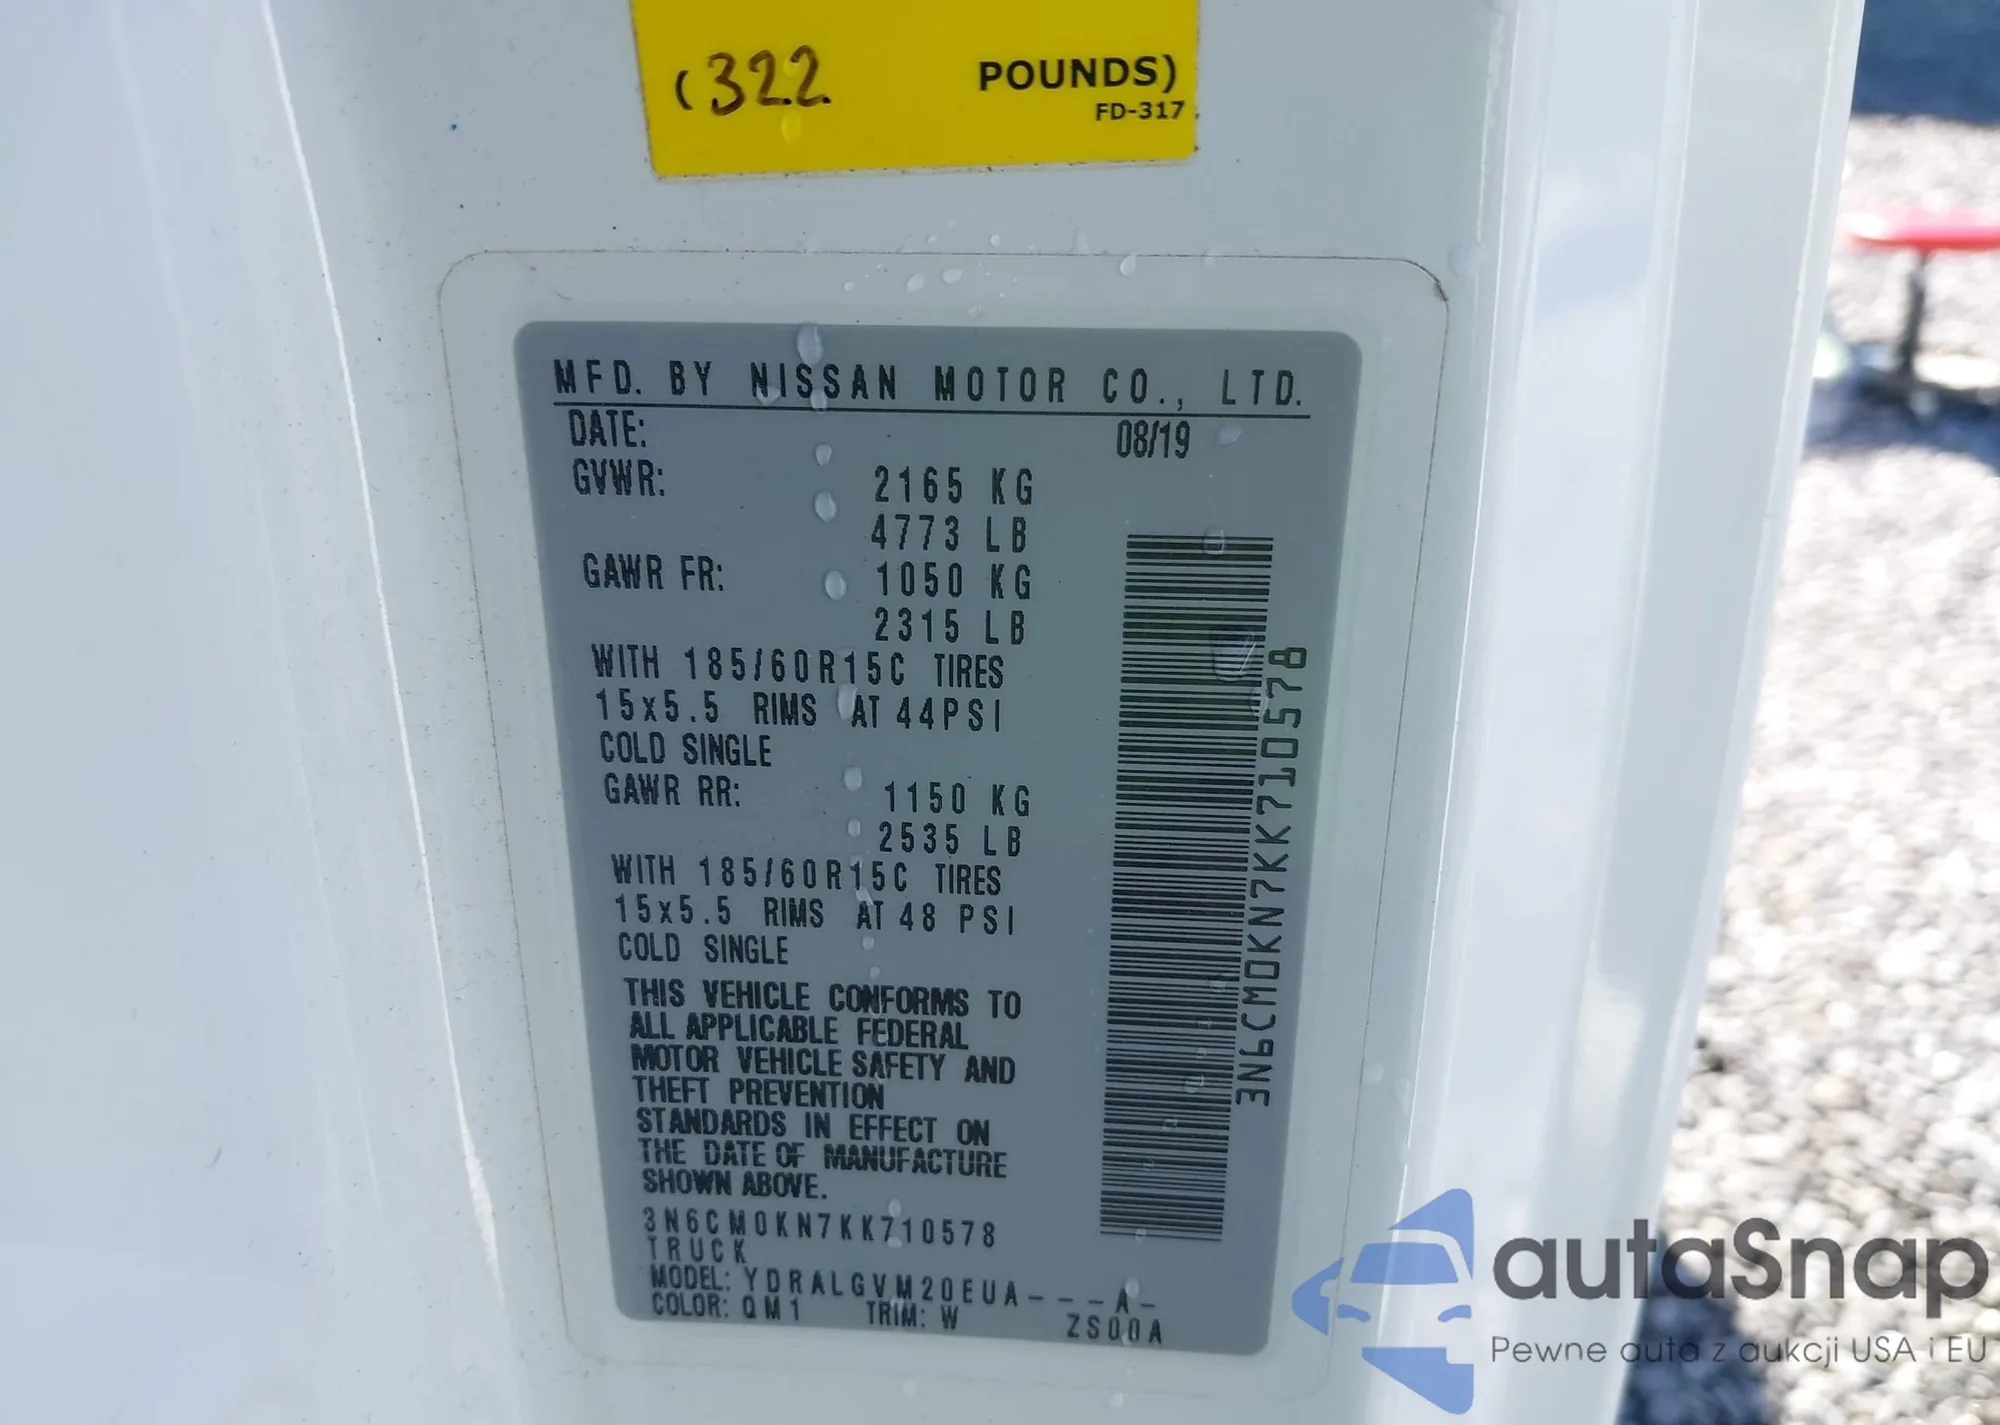 (322 POUNDS)
FD-317
MFD. BY NISSAN MOTOR CO., LTD.
DATE: 08/19
GVWR: 2165 KG
4773 LB
GAWR FR: 1050 KG
2315 LB
WITH 185/60R15C TIRES
15x5.5 RIMS AT 44PSI
COLD SINGLE
GAWR RR: 1150 KG
2535 LB
WITH 185/60R15C TIRES
15x5.5 RIMS AT 48 PSI
COLD SINGLE
THIS VEHICLE CONFORMS TO
ALL APPLICABLE FEDERAL
MOTOR VEHICLE SAFETY AND
THEFT PREVENTION
STANDARDS IN EFFECT ON
THE DATE OF MANUFACTURE
SHOWN ABOVE.
3N6CM0KN7KK710578
TRUCK
MODEL: YDRALGVM20EUA---A-
COLOR: QM1 TRIM: W ZS00A
3N6CM0KN7KK710578
autaSnap
Pewne auta z aukcji USA i EU